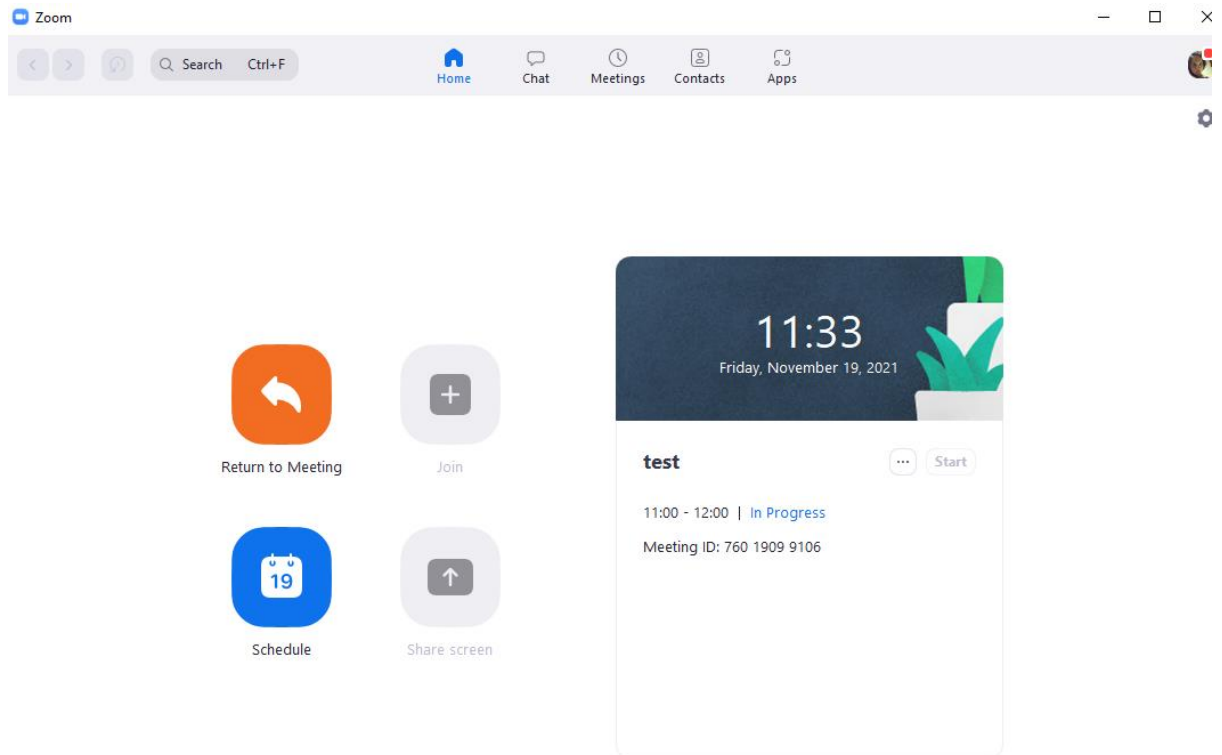 Zoom
Search Ctrl+F
Home
Chat
Meetings
Contacts
Apps
11:33
Friday, November 19, 2021
Return to Meeting
Join
test
... Start
11:00 - 12:00 | In Progress
Meeting ID: 760 1909 9106
19
Schedule
Share screen